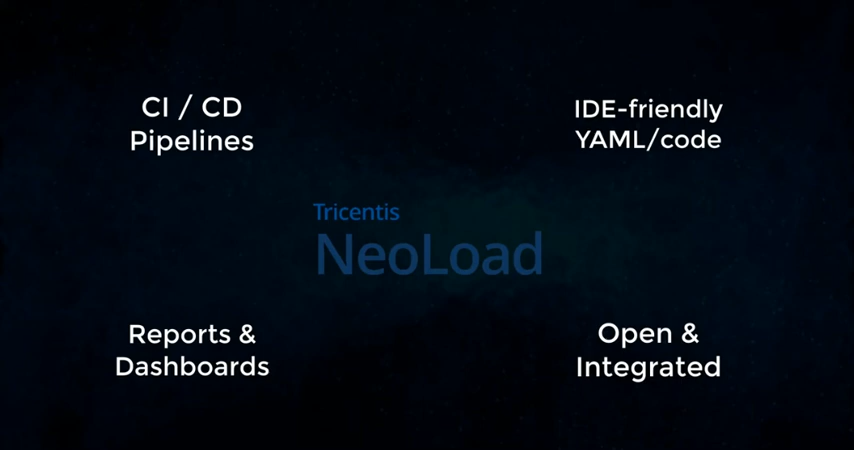 CI / CD
Pipelines
IDE-friendly
YAML/code
Tricentis
NeoLoad
Reports &
Dashboards
Open &
Integrated